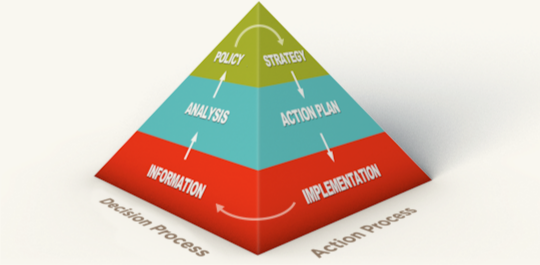 POLICY
STRATEGY
ANALYSIS
ACTION PLAN
INFORMATION
IMPLEMENTATION
Decision Process
Action Process